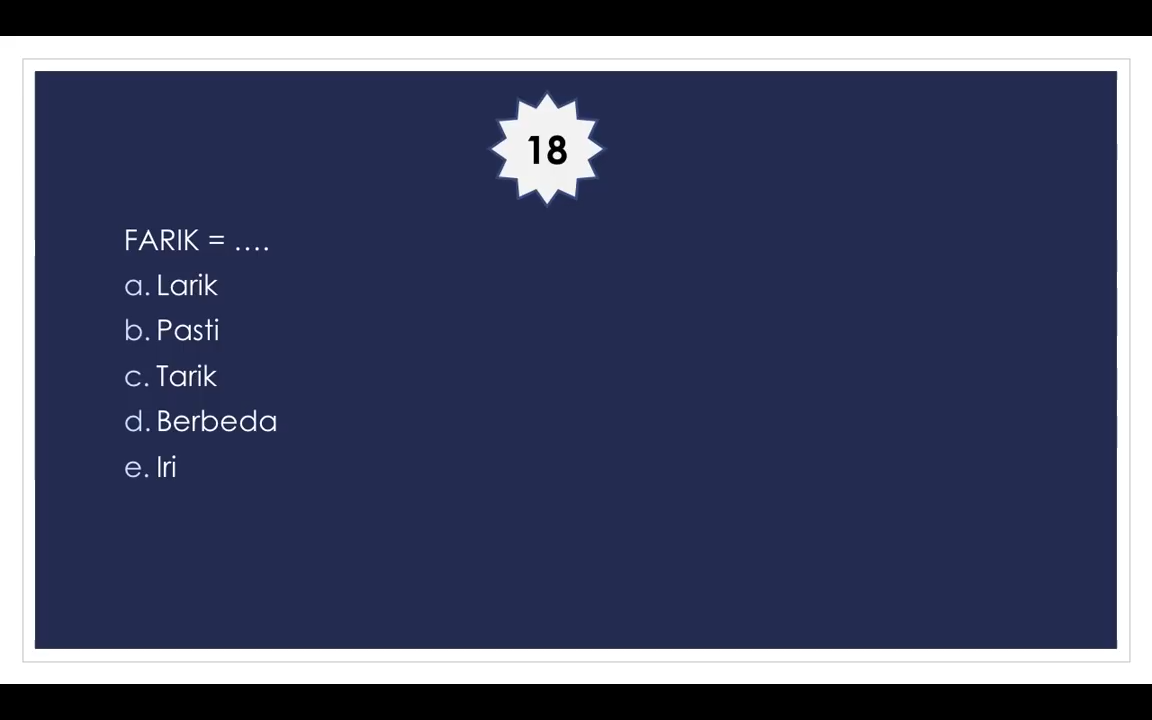 18
FARIK = ....
a. Larik
b. Pasti
c. Tarik
d. Berbeda
e. Iri